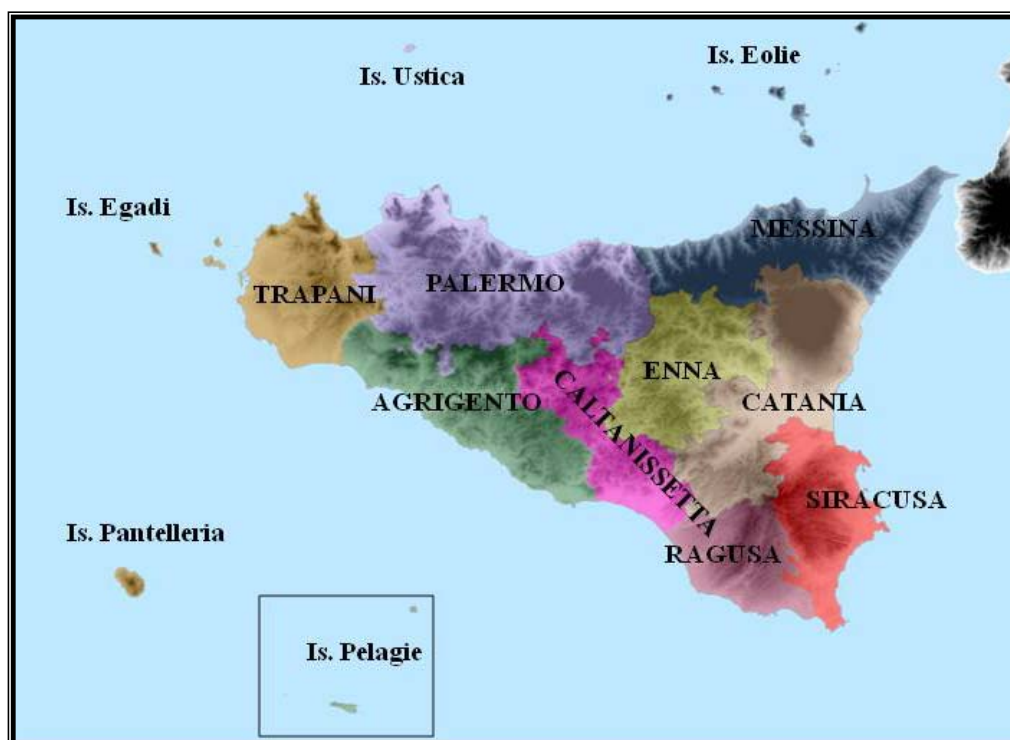 Is. Eolie
Is. Ustica
Is. Egadi
MESSINA
PALERMO
TRAPANI
ENNA
AGRIGENTO
CALTANISSETTA
CATANIA
SIRACUSA
Is. Pantelleria
RAGUSA
Is. Pelagie